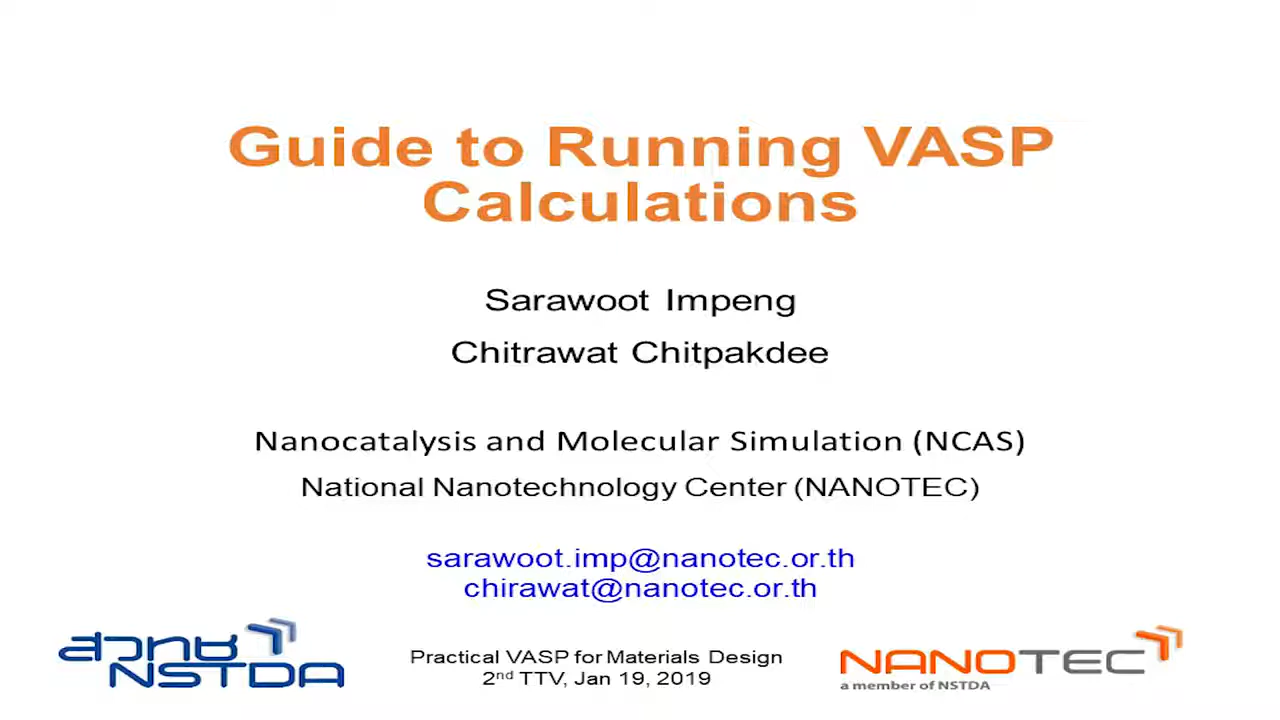 Guide to Running VASP
Calculations
Sarawoot Impeng
Chitrawat Chitpakdee
Nanocatalysis and Molecular Simulation (NCAS)
National Nanotechnology Center (NANOTEC)
sarawoot.imp@nanotec.or.th
chirawat@nanotec.or.th
สวทช
NSTDA
Practical VASP for Materials Design
2nd TTV, Jan 19, 2019
NANOTEC
a member of NSTDA